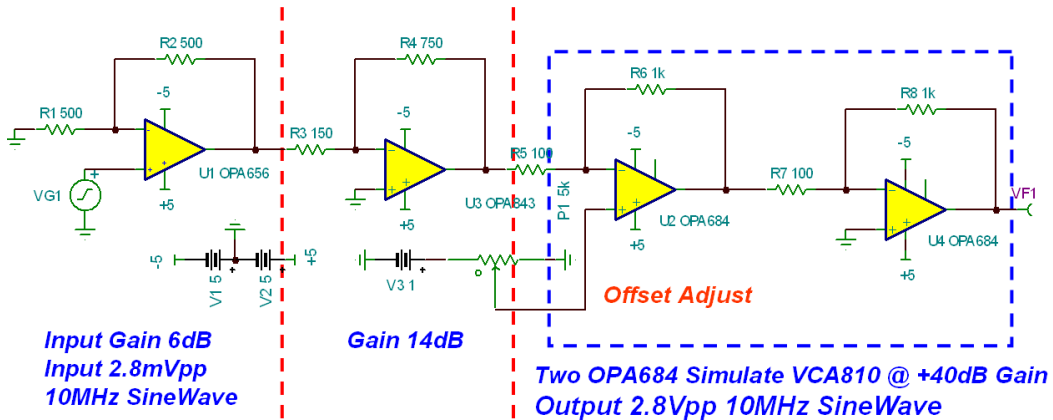 R2 500
-5
R1 500
U1 OPA656
VG1
+5
-5
V1 5
V2 5
+5
R4 750
-5
R3 150
U3 OPA843
+5
V3 1
R5 100
P1 5k
R6 1k
-5
U2 OPA684
+5
R7 100
R8 1k
-5
VF1
U4 OPA684
+5
Offset Adjust
Input Gain 6dB
Input 2.8mVpp
10MHz SineWave
Gain 14dB
Two OPA684 Simulate VCA810 @ +40dB Gain
Output 2.8Vpp 10MHz SineWave